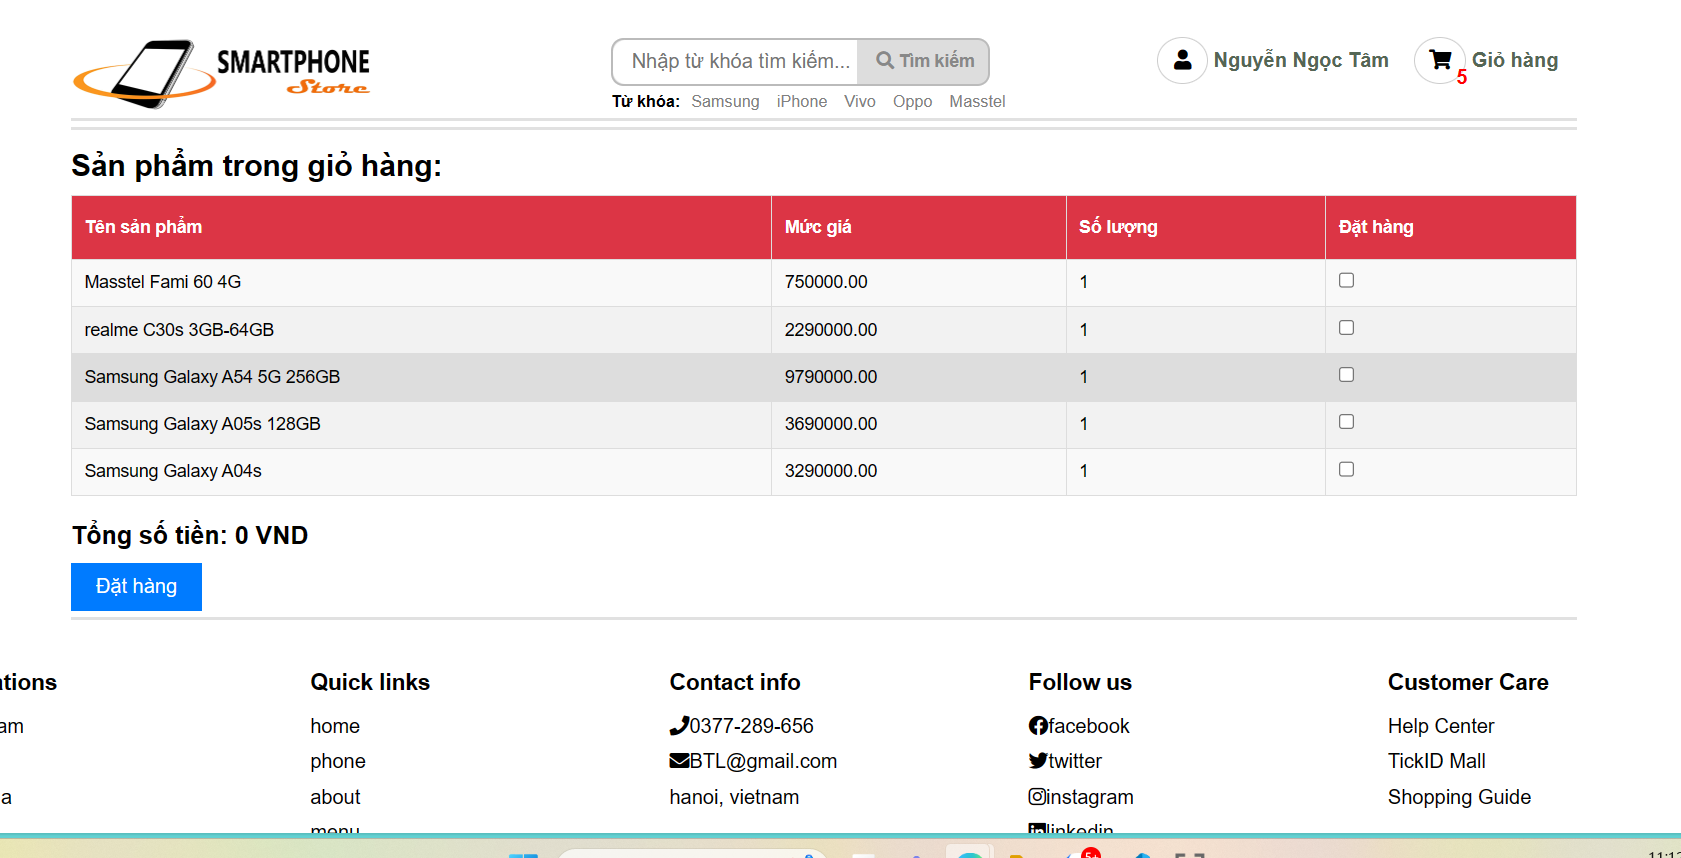 SMARTPHONE
Store
Nhập từ khóa tìm kiếm...
Tìm kiếm
Từ khóa: Samsung iPhone Vivo Oppo Masstel
Nguyễn Ngọc Tâm
5
Giỏ hàng
Sản phẩm trong giỏ hàng:
Tên sản phẩm Mức giá Số lượng Đặt hàng
Masstel Fami 60 4G 750000.00 1
realme C30s 3GB-64GB 2290000.00 1
Samsung Galaxy A54 5G 256GB 9790000.00 1
Samsung Galaxy A05s 128GB 3690000.00 1
Samsung Galaxy A04s 3290000.00 1
Tổng số tiền: 0 VND
Đặt hàng
ations
am
a
Quick links
home
phone
about
menu
Contact info
0377-289-656
BTL@gmail.com
hanoi, vietnam
Follow us
facebook
twitter
instagram
linkedin
Customer Care
Help Center
TickID Mall
Shopping Guide
5+